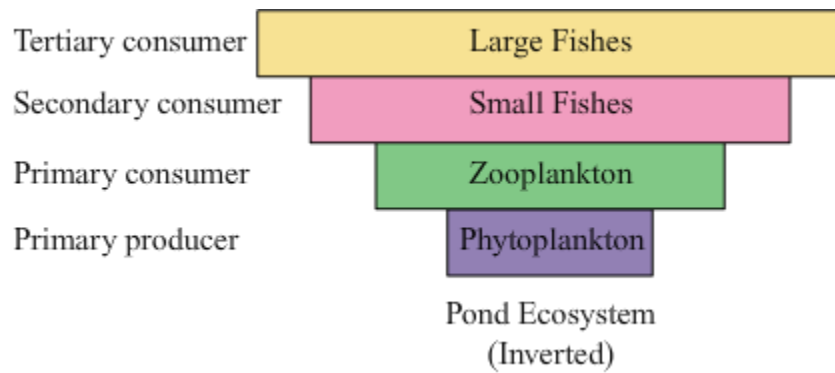 Tertiary consumer Large Fishes
Secondary consumer Small Fishes
Primary consumer Zooplankton
Primary producer Phytoplankton
Pond Ecosystem
(Inverted)